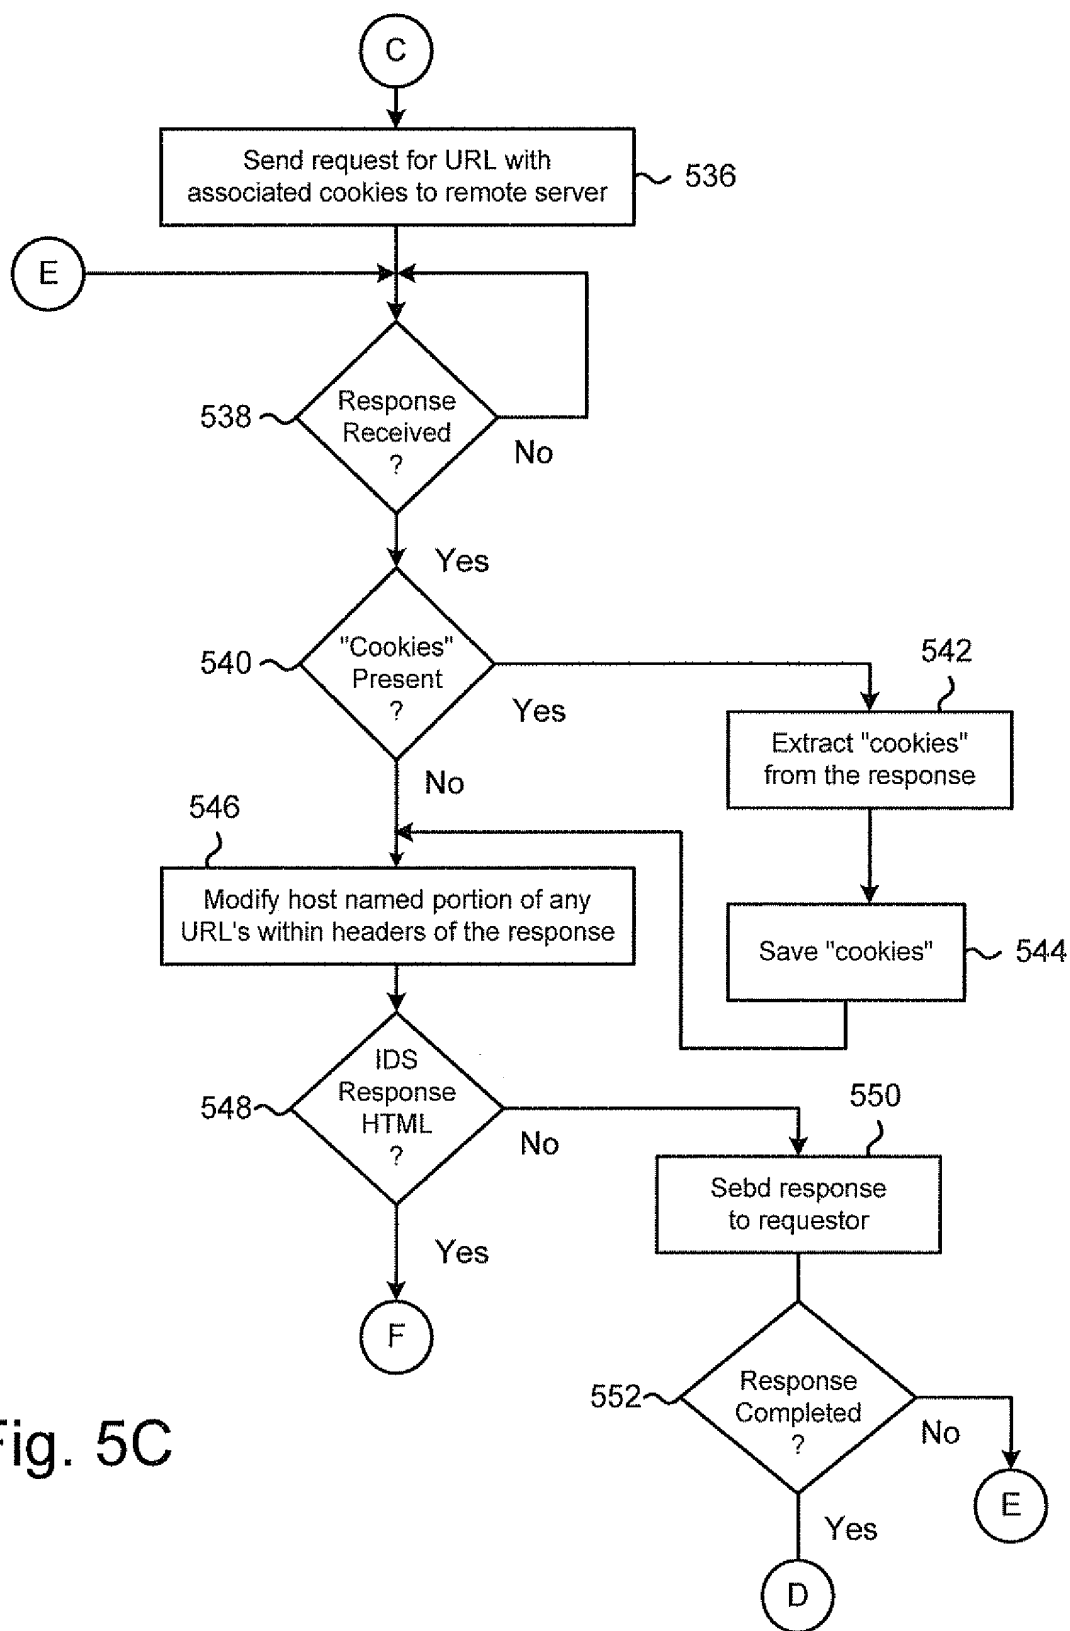 C
Send request for URL with
associated cookies to remote server
536
E
Response
Received
?
538
No
Yes
"Cookies"
Present
?
540
Yes
542
Extract "cookies"
from the response
No
546
Modify host named portion of any
URL's within headers of the response
Save "cookies"
544
IDS
Response
HTML
?
548
No
550
Sebd response
to requestor
Yes
F
Response
Completed
?
552
No
E
Yes
D
Fig. 5C